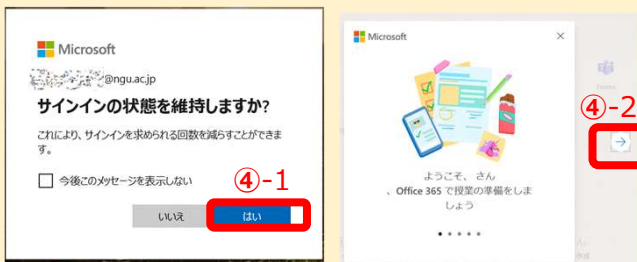 Microsoft
@ngu.ac.jp
サインインの状態を維持しますか?
これにより、サインインを求められる回数を減らすことができま
す。
今後このメッセージを表示しない
④-1
いいえ
はい
Microsoft
ようこそ、 さん
、Office 365 で授業の準備をしま
しょう
④-2